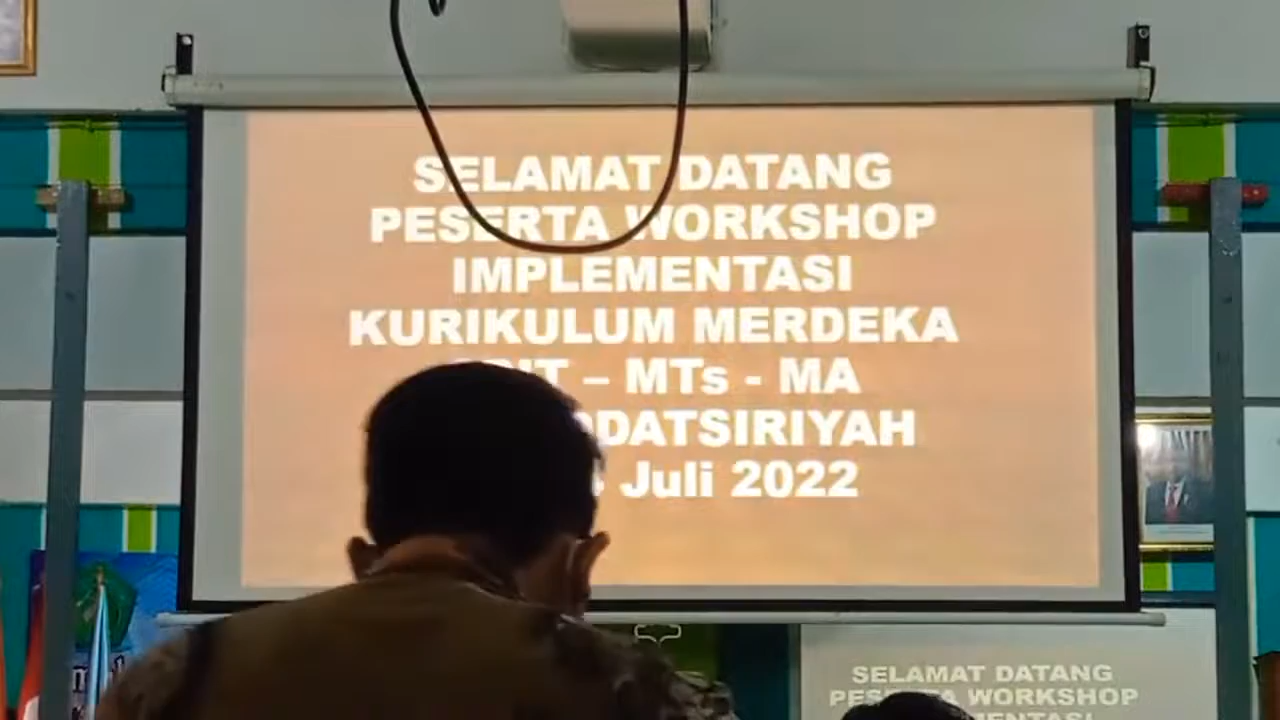 SELAMAT DATANG
PESERTA WORKSHOP
IMPLEMENTASI
KURIKULUM MERDEKA
– MTs - MA
Juli 2022
SELAMAT DATANG
PESERTA WORKSHOP